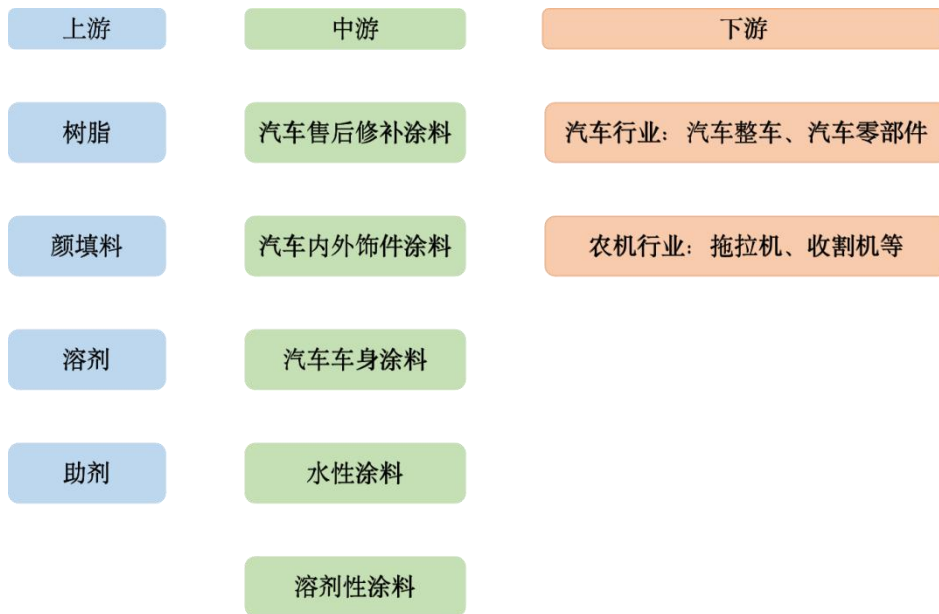 上游
中游
下游
树脂
汽车售后修补涂料
汽车行业：汽车整车、汽车零部件
颜填料
汽车内外饰件涂料
农机行业：拖拉机、收割机等
溶剂
汽车车身涂料
助剂
水性涂料
溶剂性涂料